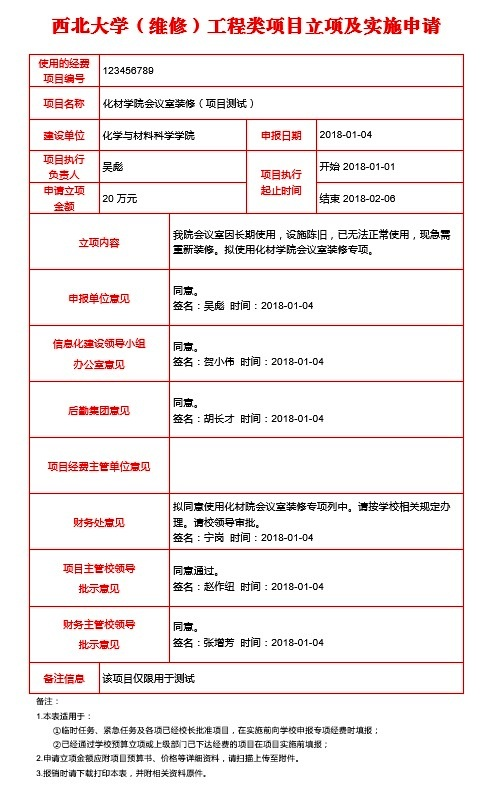 西北大学（维修）工程类项目立项及实施申请
使用的经费
项目编号
123456789
项目名称
化材学院会议室装修（项目测试）
建设单位
化学与材料科学学院
申报日期
2018-01-04
项目执行
负责人
吴彪
项目执行
起止时间
开始 2018-01-01
申请立项
金额
20 万元
结束 2018-02-06
立项内容
我院会议室因长期使用，设施陈旧，已无法正常使用，现急需
重新装修。拟使用化材学院会议室装修专项。
申报单位意见
同意。
签名：吴彪 时间：2018-01-04
信息化建设领导小组
办公室意见
同意。
签名：贺小伟 时间：2018-01-04
后勤集团意见
同意。
签名：胡长才 时间：2018-01-04
项目经费主管单位意见
财务处意见
拟同意使用化材院会议室装修专项列中。请按学校相关规定办
理。请校领导审批。
签名：宁岗 时间：2018-01-04
项目主管校领导
批示意见
同意通过。
签名：赵作纽 时间：2018-01-04
财务主管校领导
批示意见
同意。
签名：张增芳 时间：2018-01-04
备注信息
该项目仅限用于测试
备注：
1.本表适用于：
①临时任务、紧急任务及各项已经校长批准项目，在实施前向学校申报专项经费时填报；
②已经通过学校预算立项或上级部门已下达经费的项目在项目实施前填报；
2.申请立项金额应附项目预算书、价格等详细资料，请扫描上传至附件。
3.报销时请下载打印本表，并附相关资料原件。